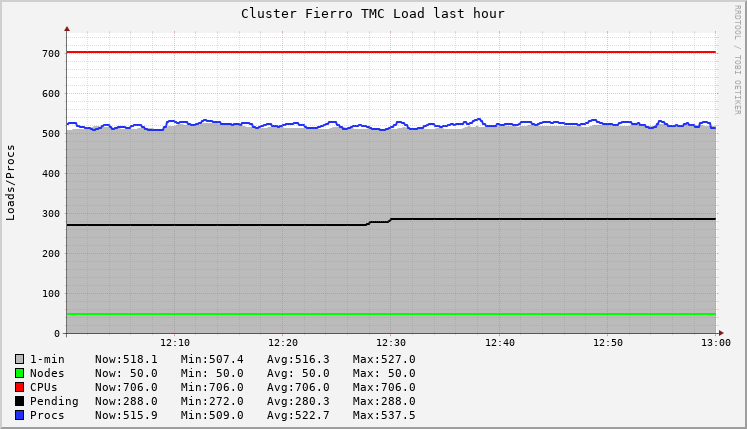 Cluster Fierro TMC Load last hour
RRDTOOL / TOBI OETIKER
Loads/Procs
700
600
500
400
300
200
100
0
12:10 12:20 12:30 12:40 12:50 13:00
1-min Now:518.1 Min:507.4 Avg:516.3 Max:527.0
Nodes Now: 50.0 Min: 50.0 Avg: 50.0 Max: 50.0
CPUs Now:706.0 Min:706.0 Avg:706.0 Max:706.0
Pending Now:288.0 Min:272.0 Avg:280.3 Max:288.0
Procs Now:515.9 Min:509.0 Avg:522.7 Max:537.5